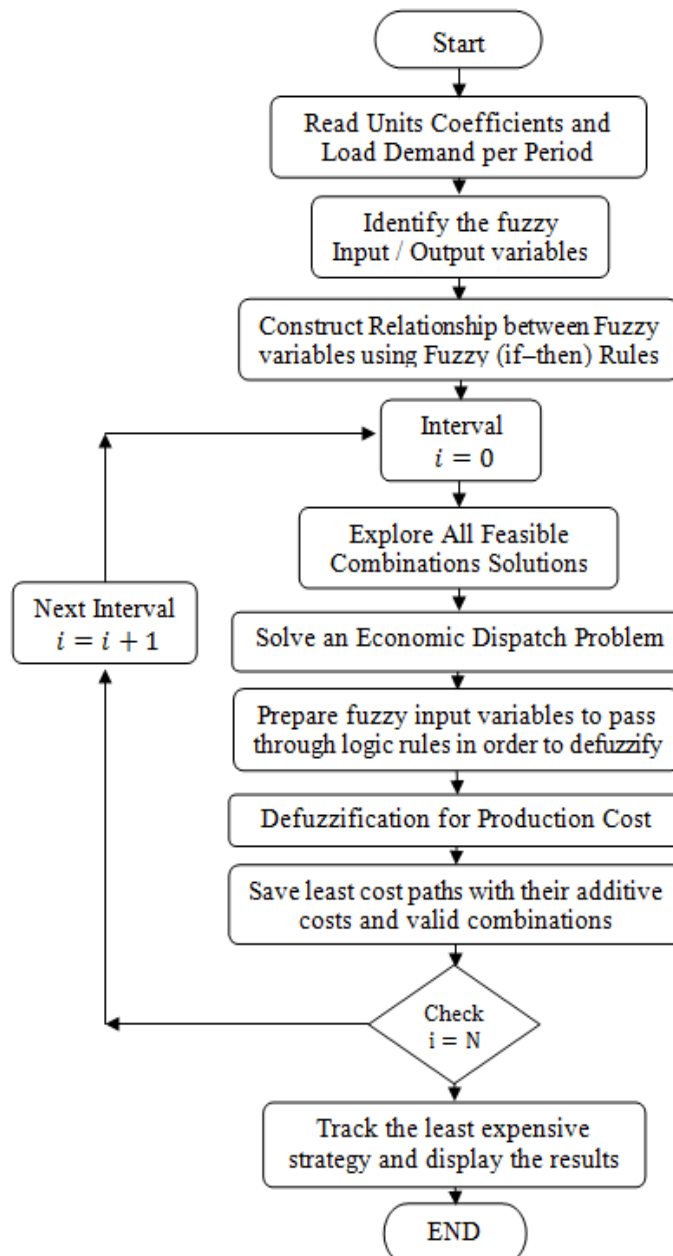 Start
Read Units Coefficients and
Load Demand per Period
Identify the fuzzy
Input / Output variables
Construct Relationship between Fuzzy
variables using Fuzzy (if–then) Rules
Interval
i = 0
Explore All Feasible
Combinations Solutions
Next Interval
i = i + 1
Solve an Economic Dispatch Problem
Prepare fuzzy input variables to pass
through logic rules in order to defuzzify
Defuzzification for Production Cost
Save least cost paths with their additive
costs and valid combinations
Check
i = N
Track the least expensive
strategy and display the results
END